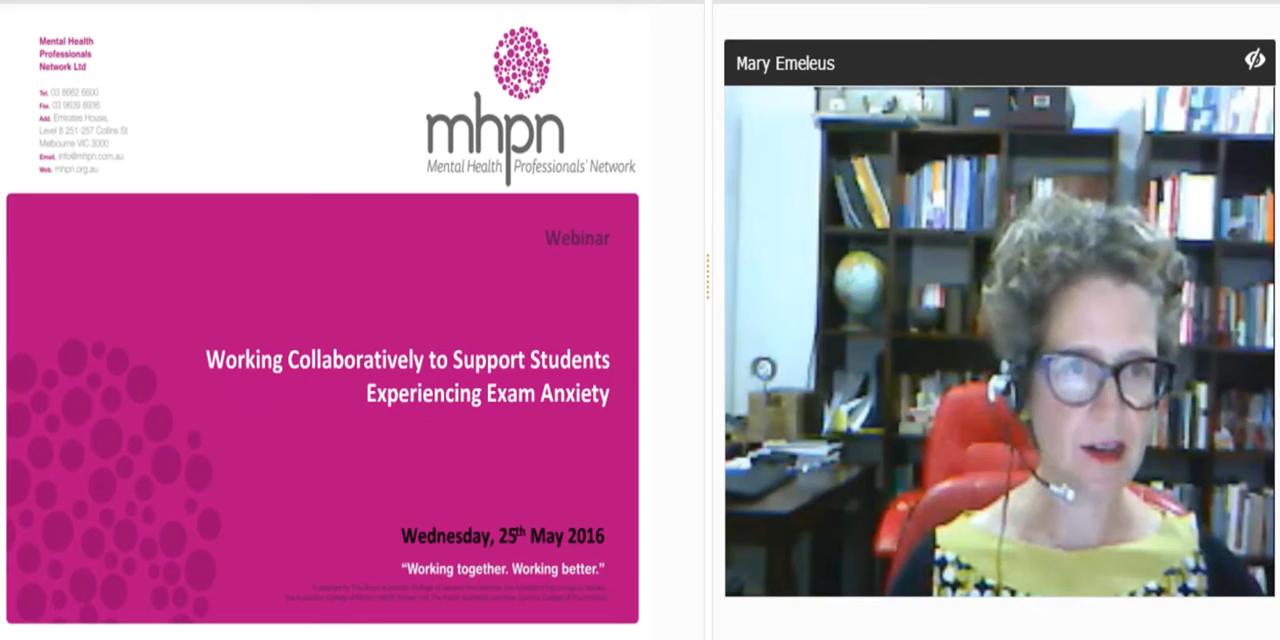 Mental Health
Professionals
Network Ltd
Tel. 03 8662 6600
Fax. 03 9639 8936
Add. Emirates House,
Level 8 251-257 Collins St
Melbourne VIC 3000
Email. info@mhpn.com.au
Web. mhpn.org.au
mhpn
Mental Health Professionals' Network
Webinar
Working Collaboratively to Support Students
Experiencing Exam Anxiety
Wednesday, 25th May 2016
“Working together. Working better.”
Mary Emeleus